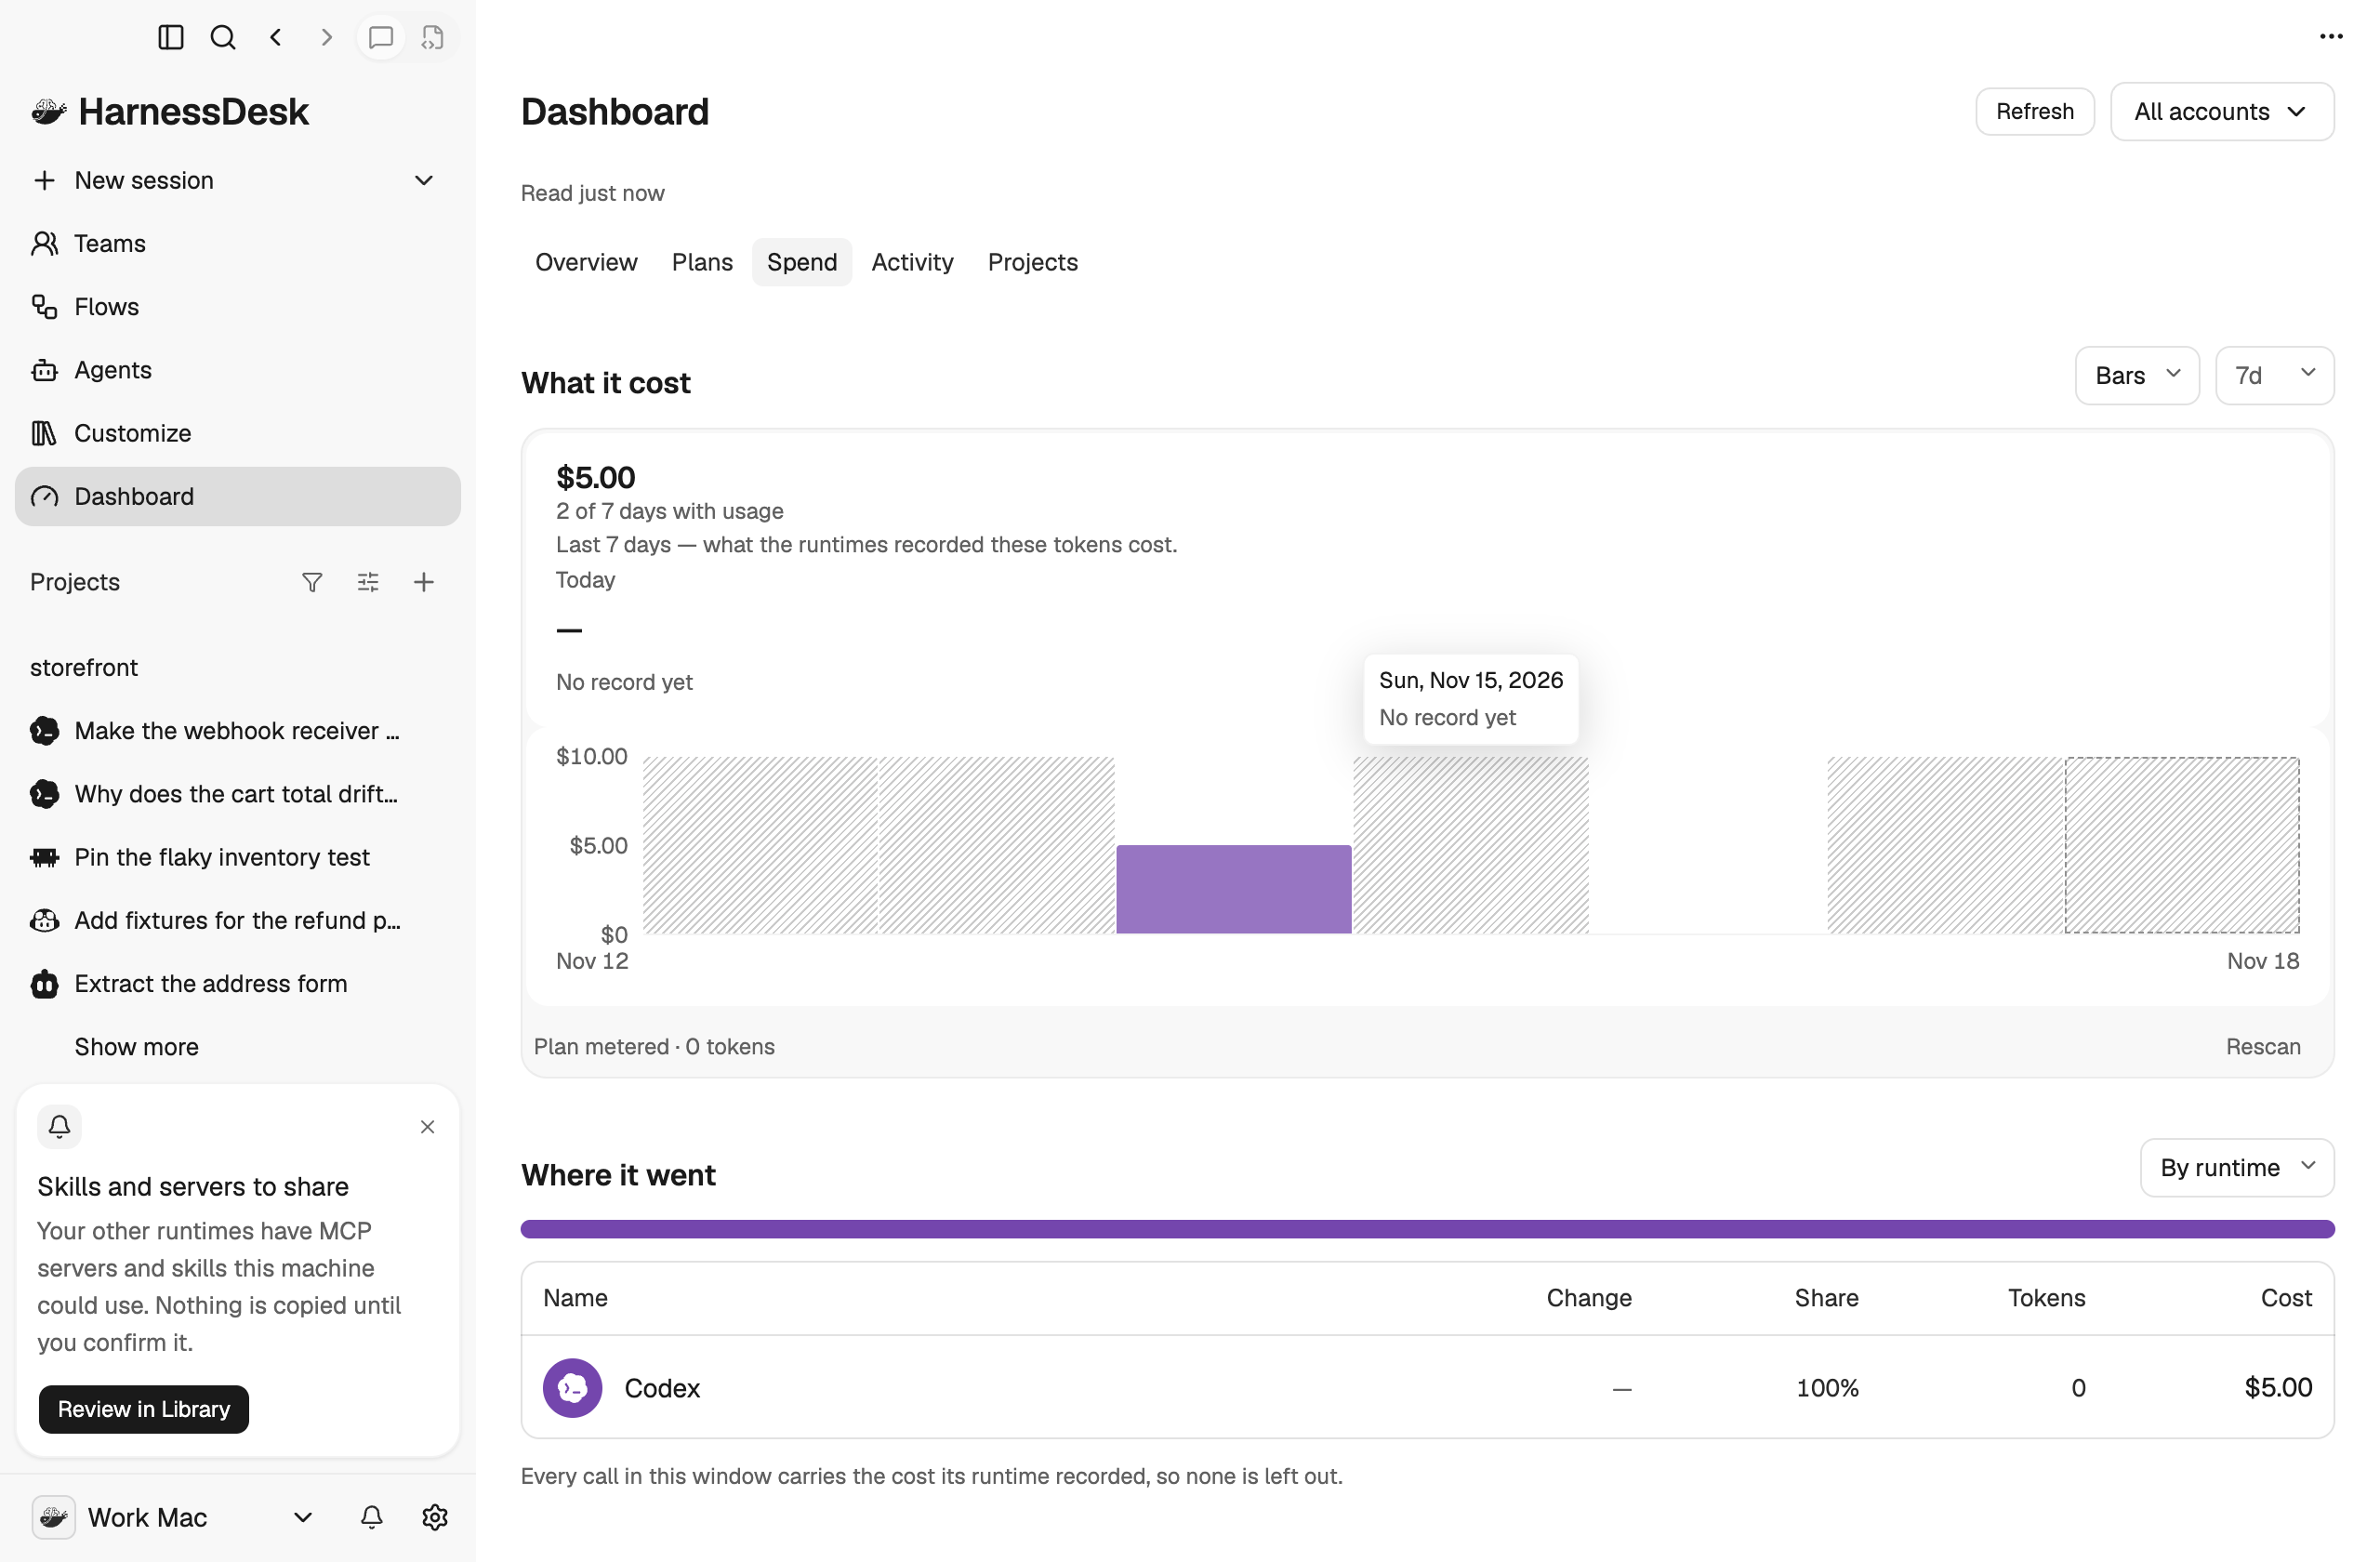 HarnessDesk
New session
Teams
Flows
Agents
Customize
Dashboard
Projects
storefront
Make the webhook receiver ...
Why does the cart total drift...
Pin the flaky inventory test
Add fixtures for the refund p...
Extract the address form
Show more
Skills and servers to share
Your other runtimes have MCP
servers and skills this machine
could use. Nothing is copied until
you confirm it.
Review in Library
Work Mac
Dashboard
Refresh
All accounts
Read just now
Overview Plans Spend Activity Projects
What it cost
Bars
7d
$5.00
2 of 7 days with usage
Last 7 days — what the runtimes recorded these tokens cost.
Today
—
No record yet
Sun, Nov 15, 2026
No record yet
$10.00
$5.00
$0
Nov 12
Nov 18
Plan metered · 0 tokens
Rescan
Where it went
By runtime
Name Change Share Tokens Cost
Codex — 100% 0 $5.00
Every call in this window carries the cost its runtime recorded, so none is left out.